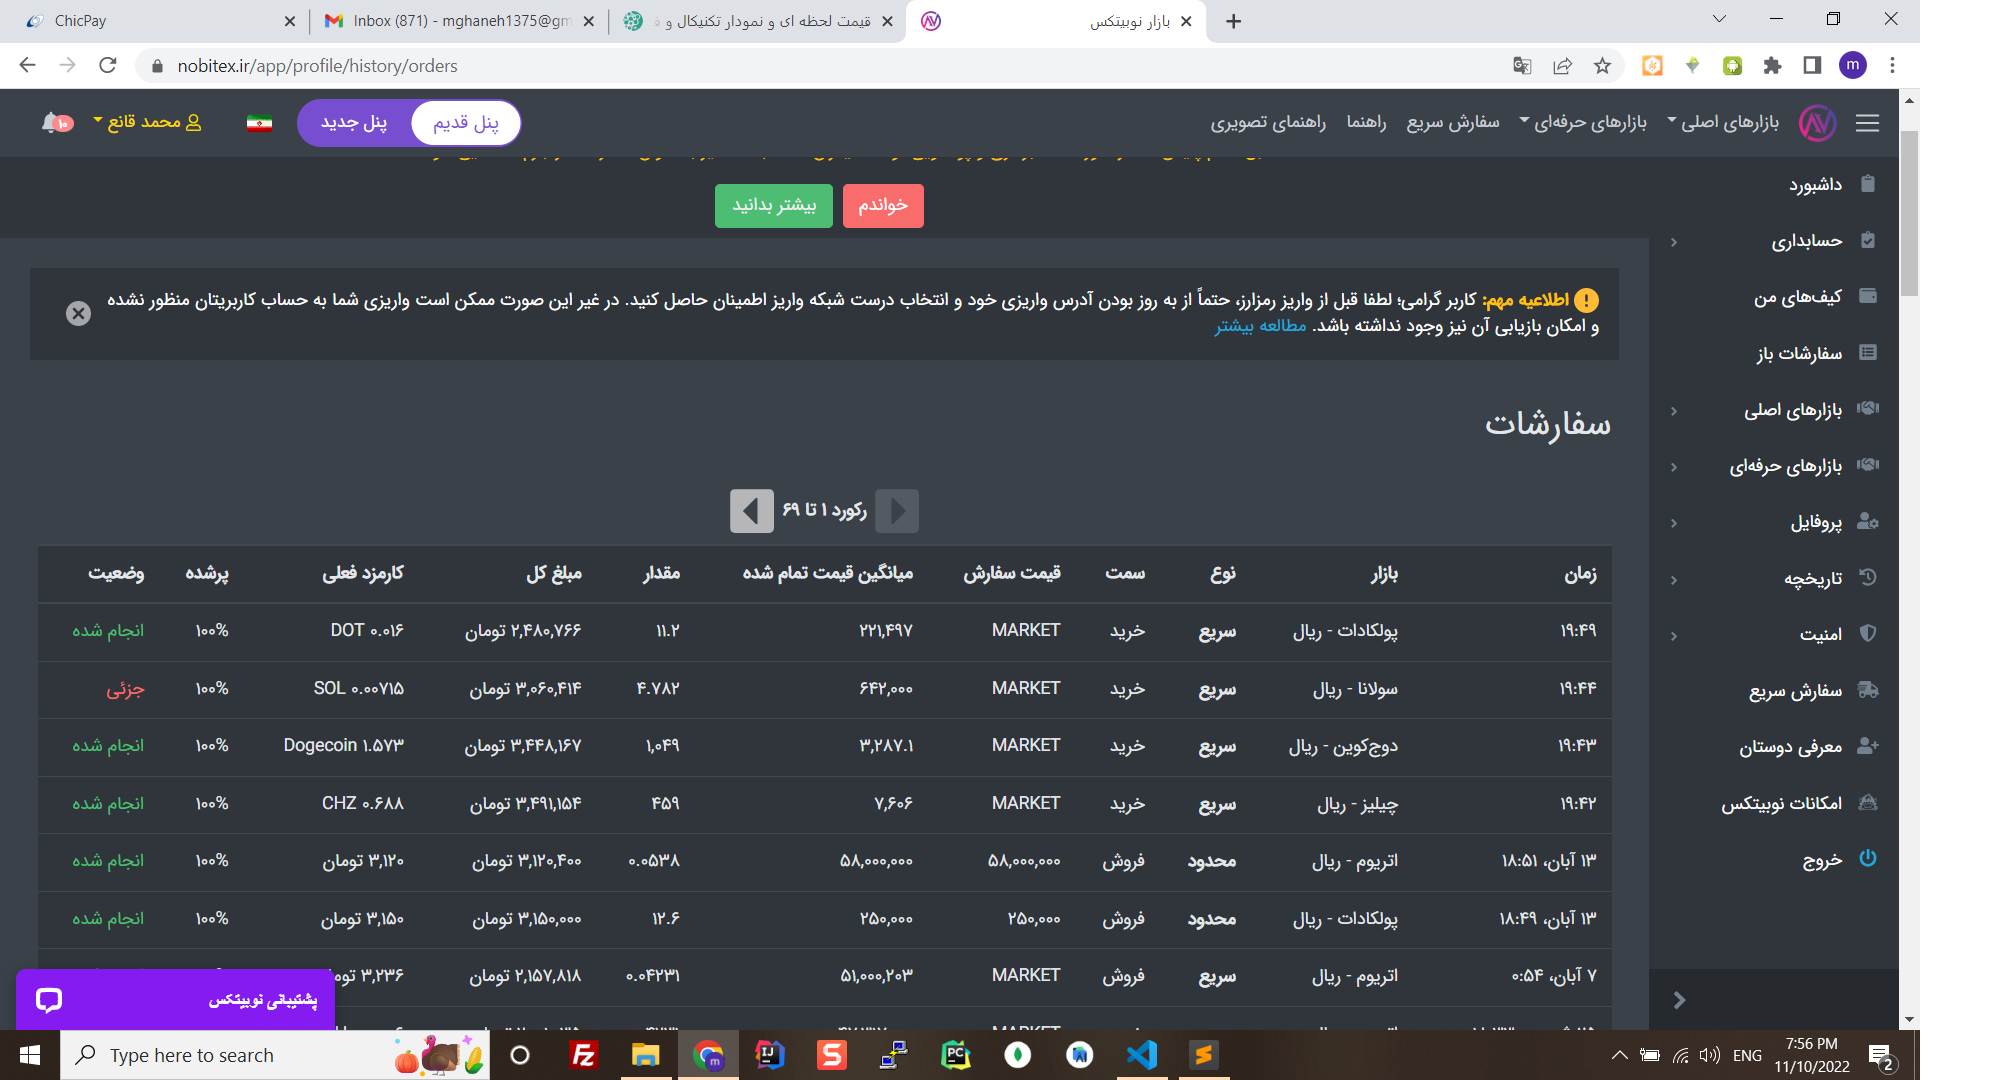 ChicPay
Inbox (871) - mghaneh1375@gm
قیمت لحظه ای و نمودار تکنیکال و ف
بازار نوبیتکس
nobitex.ir/app/profile/history/orders
m
بازارهای اصلی
بازارهای حرفه‌ای
سفارش سریع
راهنما
راهنمای تصویری
پنل قدیم
پنل جدید
محمد قانع
۱۰
خواندم
بیشتر بدانید
اطلاعیه مهم: کاربر گرامی؛ لطفا قبل از واریز رمزارز، حتماً از به روز بودن آدرس واریزی خود و انتخاب درست شبکه واریز اطمینان حاصل کنید. در غیر این صورت ممکن است واریزی شما به حساب کاربریتان منظور نشده
و امکان بازیابی آن نیز وجود نداشته باشد. مطالعه بیشتر
داشبورد
حسابداری
کیف‌های من
سفارشات باز
بازارهای اصلی
بازارهای حرفه‌ای
پروفایل
تاریخچه
امنیت
سفارش سریع
معرفی دوستان
امکانات نوبیتکس
خروج
سفارشات
رکورد ۱ تا ۶۹
زمان بازار نوع سمت قیمت سفارش میانگین قیمت تمام شده مقدار مبلغ کل کارمزد فعلی پرشده وضعیت
۱۹:۴۹ پولکادات - ریال سریع خرید MARKET ۲۲۱,۴۹۷ ۱۱.۲ ۲,۴۸۰,۷۶۶ تومان ۰.۰۱۶ DOT ۱۰۰% انجام شده
۱۹:۴۴ سولانا - ریال سریع خرید MARKET ۶۴۲,۰۰۰ ۴.۷۸۲ ۳,۰۶۰,۴۱۴ تومان ۰.۰۰۷۱۵ SOL ۱۰۰% جزئی
۱۹:۴۳ دوج‌کوین - ریال سریع خرید MARKET ۳,۲۸۷.۱ ۱,۰۴۹ ۳,۴۴۸,۱۶۷ تومان ۱.۵۷۳ Dogecoin ۱۰۰% انجام شده
۱۹:۴۲ چیلیز - ریال سریع خرید MARKET ۷,۶۰۶ ۴۵۹ ۳,۴۹۱,۱۵۴ تومان ۰.۶۸۸ CHZ ۱۰۰% انجام شده
۱۳ آبان، ۱۸:۵۱ اتریوم - ریال محدود فروش ۵۸,۰۰۰,۰۰۰ ۵۸,۰۰۰,۰۰۰ ۰.۰۵۳۸ ۳,۱۲۰,۴۰۰ تومان ۳,۱۲۰ تومان ۱۰۰% انجام شده
۱۳ آبان، ۱۸:۴۹ پولکادات - ریال محدود فروش ۲۵۰,۰۰۰ ۲۵۰,۰۰۰ ۱۲.۶ ۳,۱۵۰,۰۰۰ تومان ۳,۱۵۰ تومان ۱۰۰% انجام شده
۷ آبان، ۰:۵۴ اتریوم - ریال سریع فروش MARKET ۵۱,۰۰۰,۲۰۳ ۰.۰۴۲۳۱ ۲,۱۵۷,۸۱۸ تومان ۳,۲۳۶
پشتیبانی نوبیتکس
Type here to search
ENG
7:56 PM
11/10/2022
2